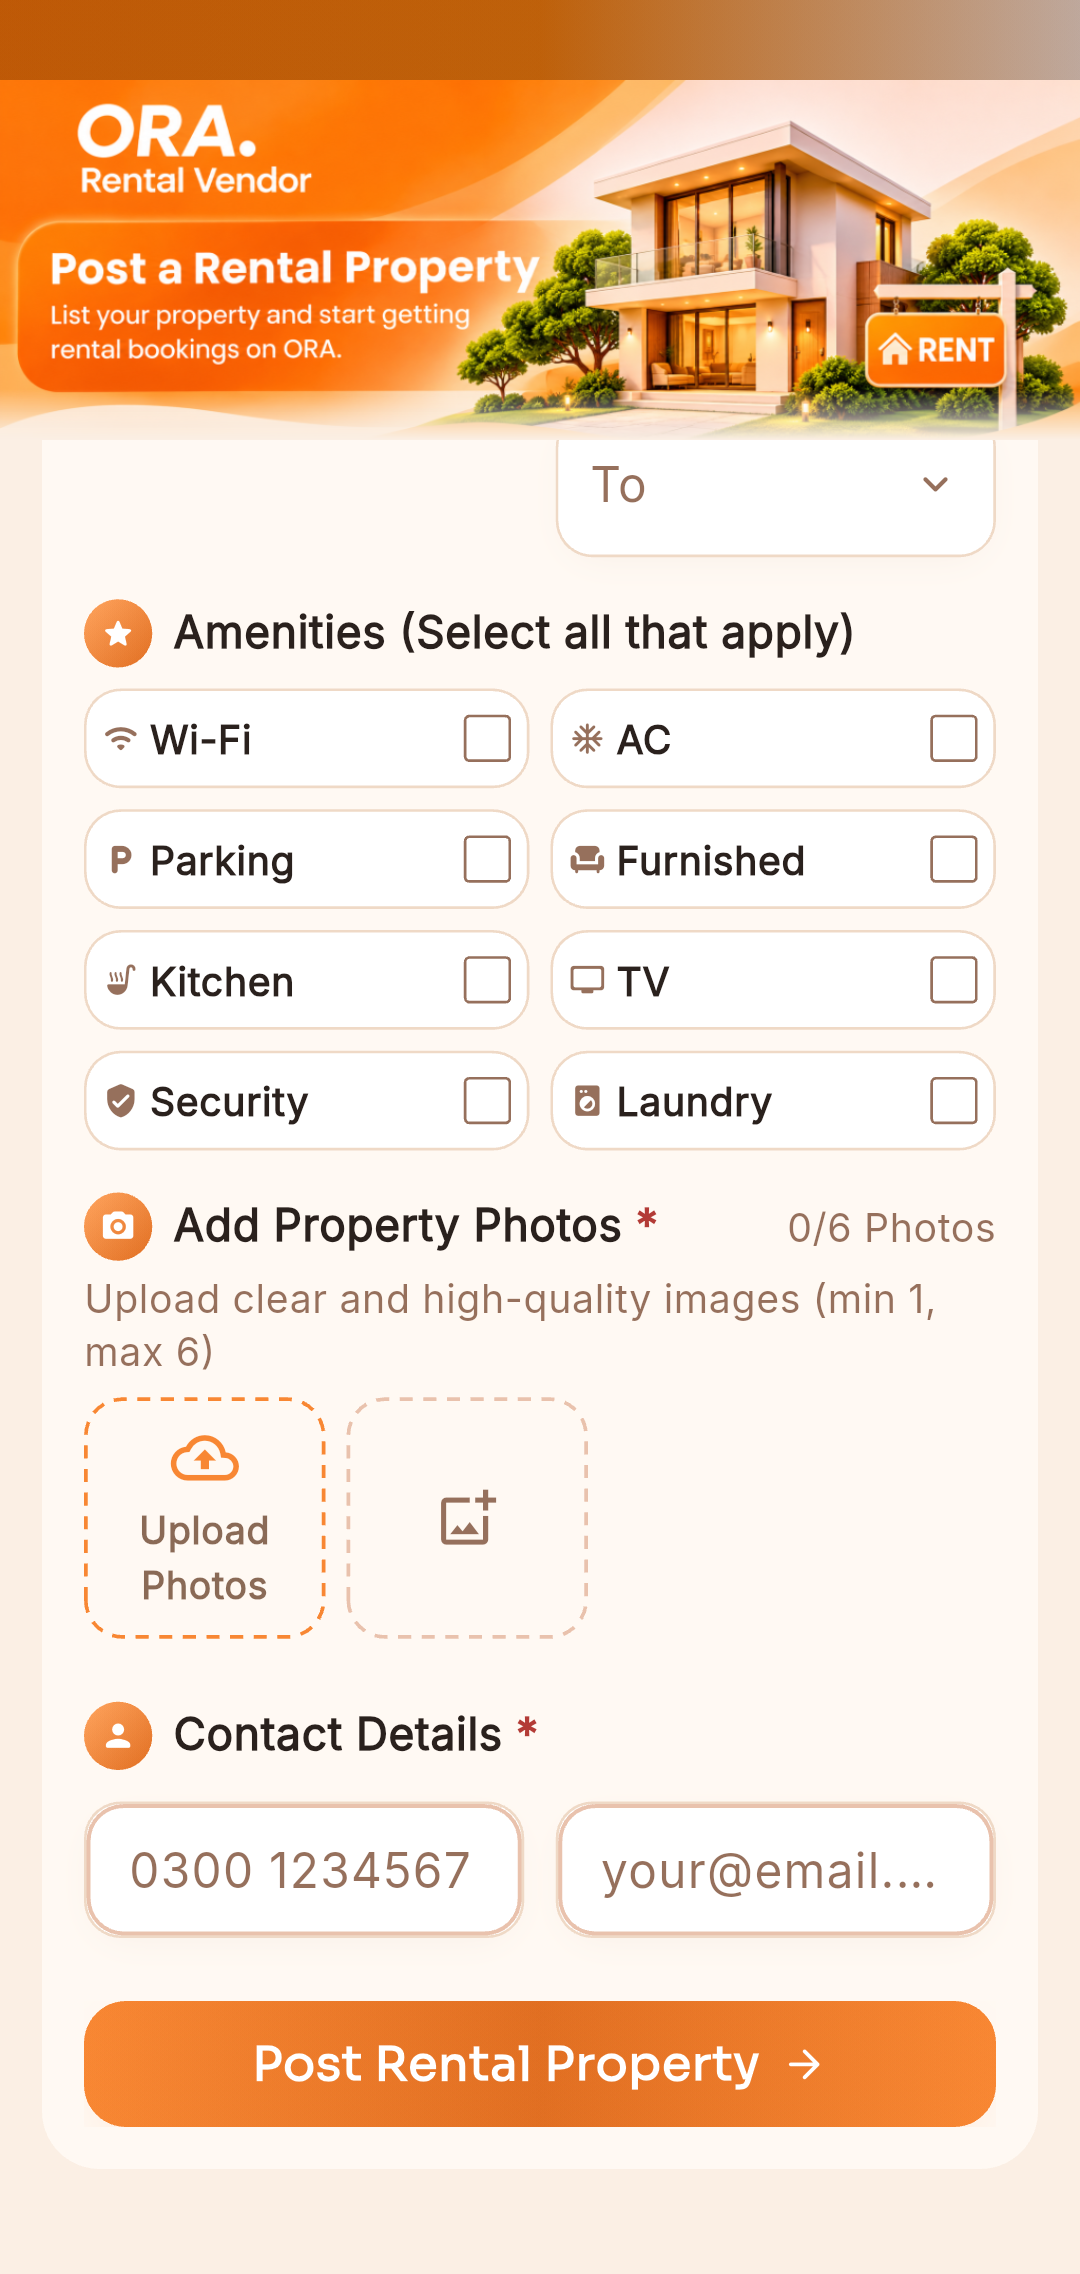 ORA.
Rental Vendor
Post a Rental Property
List your property and start getting
rental bookings on ORA.
RENT
To
Amenities (Select all that apply)
Wi-Fi
AC
P Parking
Furnished
Kitchen
TV
Security
Laundry
Add Property Photos *
0/6 Photos
Upload clear and high-quality images (min 1,
max 6)
Upload
Photos
Contact Details *
0300 1234567
your@email....
Post Rental Property →